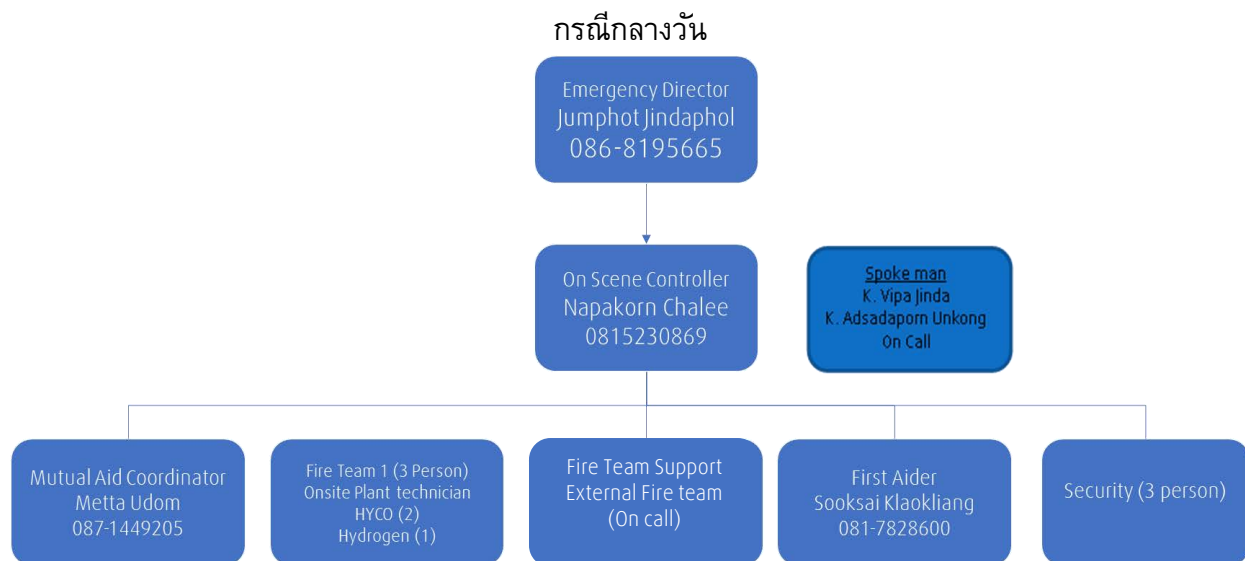 กรณีกลางวัน
Emergency Director
Jumphot Jindaphol
086-8195665
On Scene Controller
Napakorn Chalee
0815230869
Spoke man
K. Vipa Jinda
K. Adsadaporn Unkong
On Call
Mutual Aid Coordinator
Metta Udom
087-1449205
Fire Team 1 (3 Person)
Onsite Plant technician
HYCO (2)
Hydrogen (1)
Fire Team Support
External Fire team
(On call)
First Aider
Sooksai Klaokliang
081-7828600
Security (3 person)